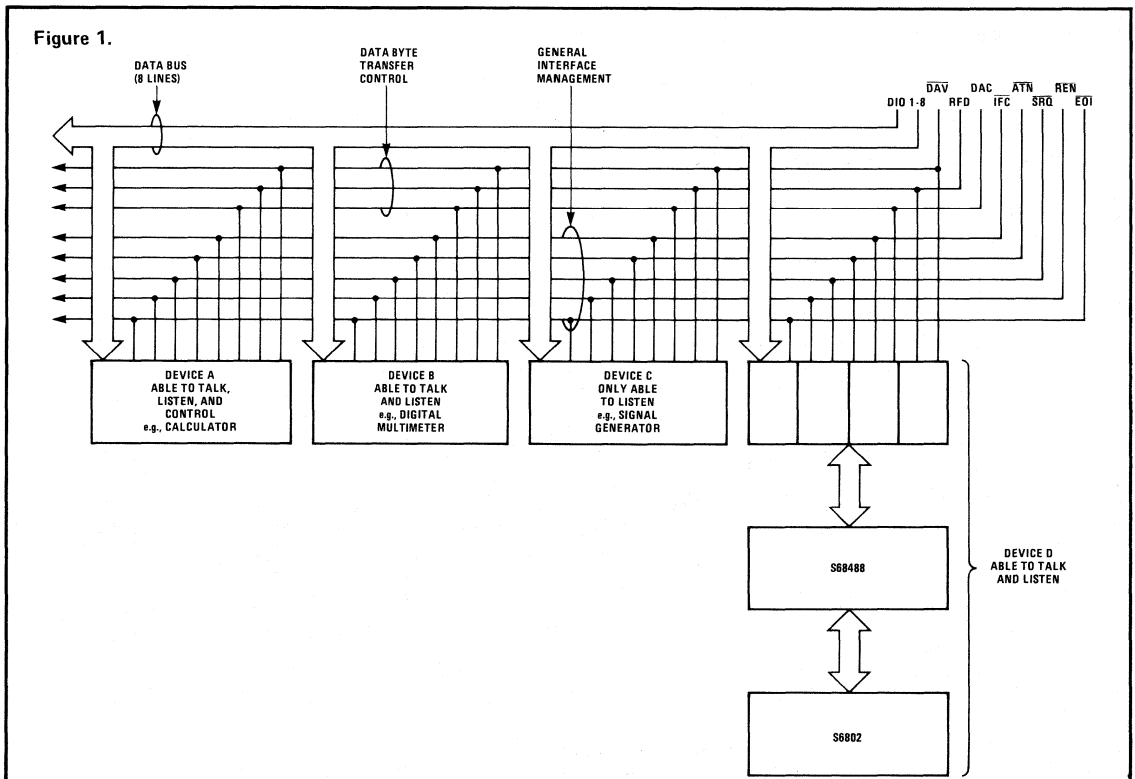 Figure 1.
DATA BUS
(8 LINES)
DATA BYTE
TRANSFER
CONTROL
GENERAL
INTERFACE
MANAGEMENT
DIO 1-8
DAV
RFD
DAC
IFC
ATN
SRQ
REN
EOI
DEVICE A
ABLE TO TALK,
LISTEN, AND
CONTROL
e.g., CALCULATOR
DEVICE B
ABLE TO TALK
AND LISTEN
e.g., DIGITAL
MULTIMETER
DEVICE C
ONLY ABLE
TO LISTEN
e.g., SIGNAL
GENERATOR
S68488
DEVICE D
ABLE TO TALK
AND LISTEN
S6802